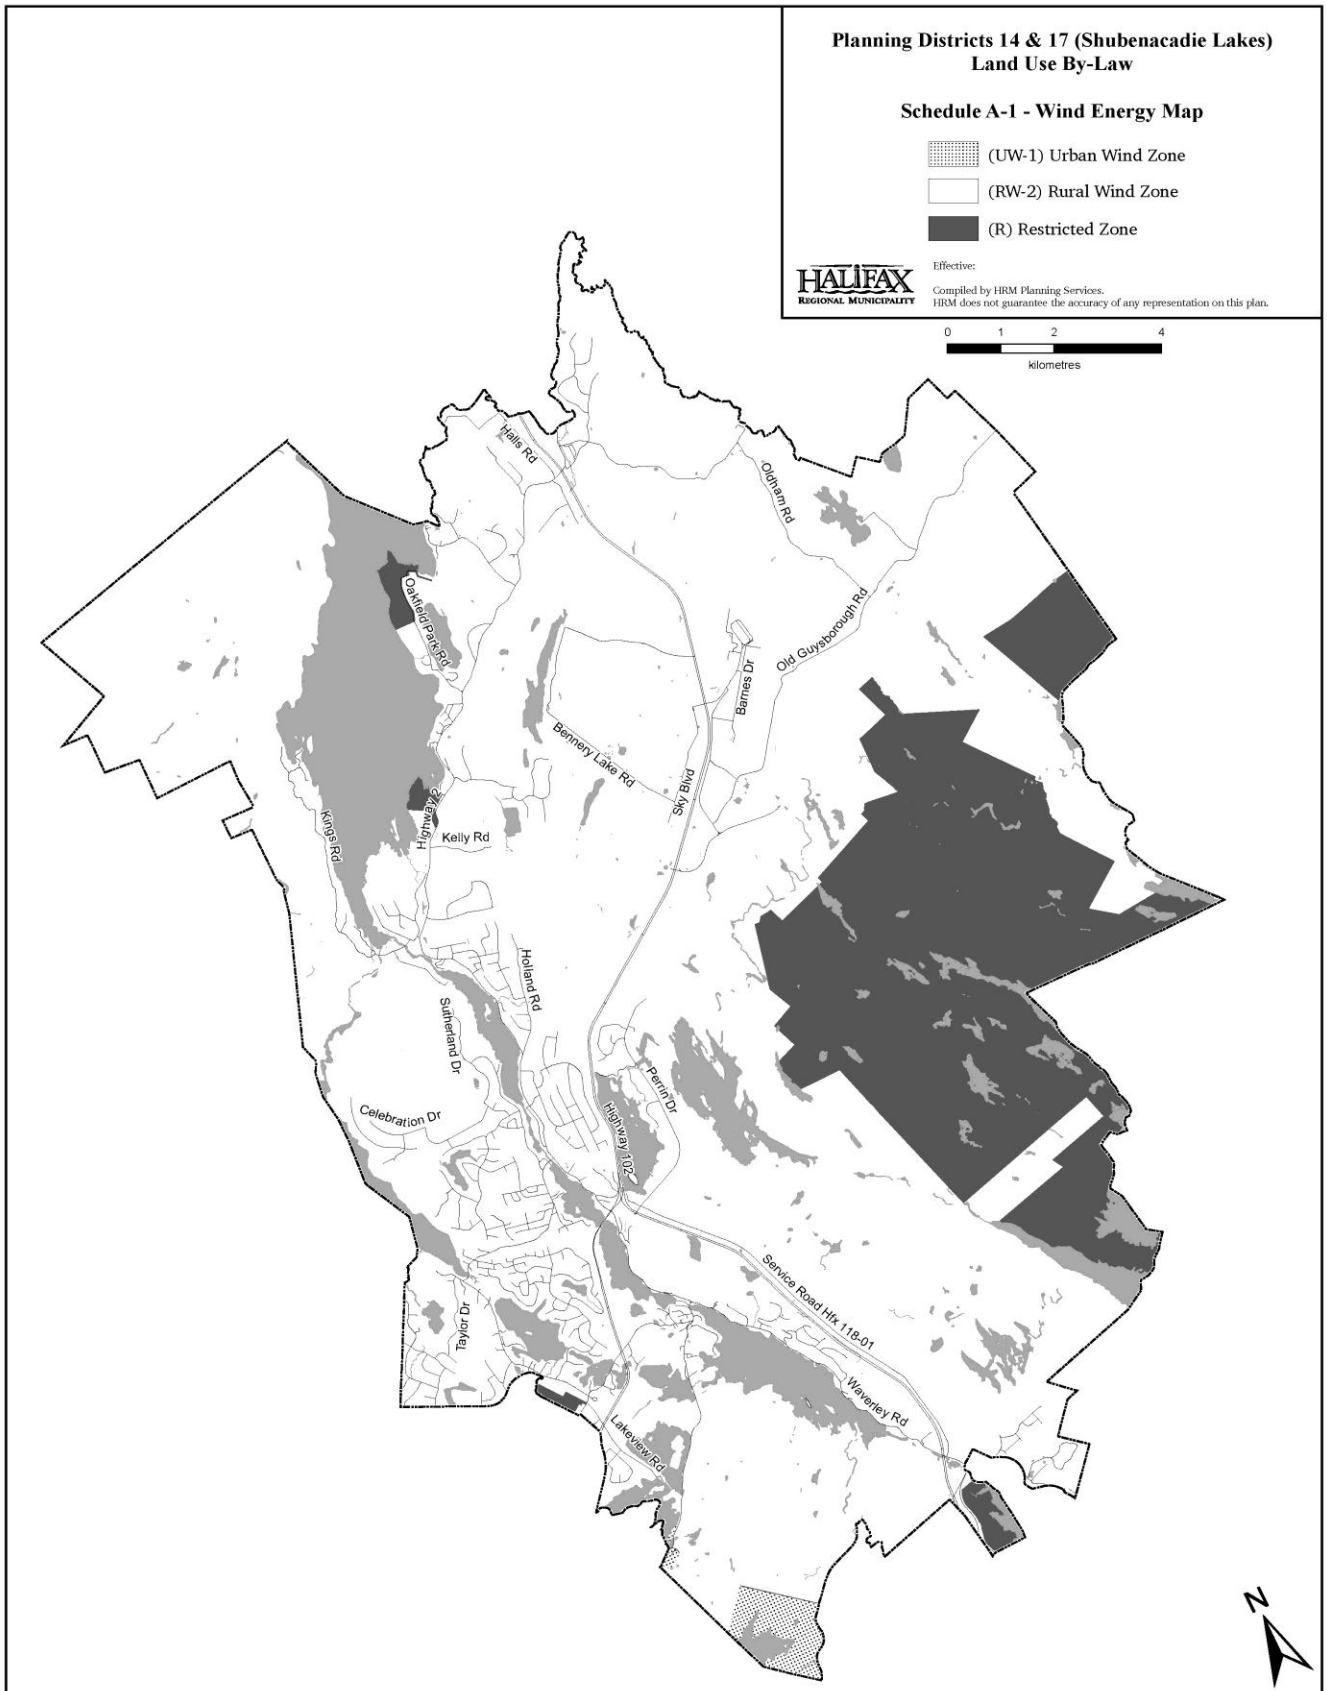 Planning Districts 14 & 17 (Shubenacadie Lakes)
Land Use By-Law
Schedule A-1 - Wind Energy Map
(UW-1) Urban Wind Zone
(RW-2) Rural Wind Zone
(R) Restricted Zone
HALIFAX
REGIONAL MUNICIPALITY
Effective:
Compiled by HRM Planning Services.
HRM does not guarantee the accuracy of any representation on this plan.
0 1 2 4
kilometres
Halls Rd
Oldham Rd
Oakfield Park Rd
Old Guysborough Rd
Barnes Dr
Bennery Lake Rd
Sky Blvd
Kings Rd
Highway 2
Kelly Rd
Holland Rd
Sutherland Dr
Perrin Dr
Celebration Dr
Highway 102
Service Road Hfx 118-01
Taylor Dr
Waverley Rd
Lakeview Rd
N